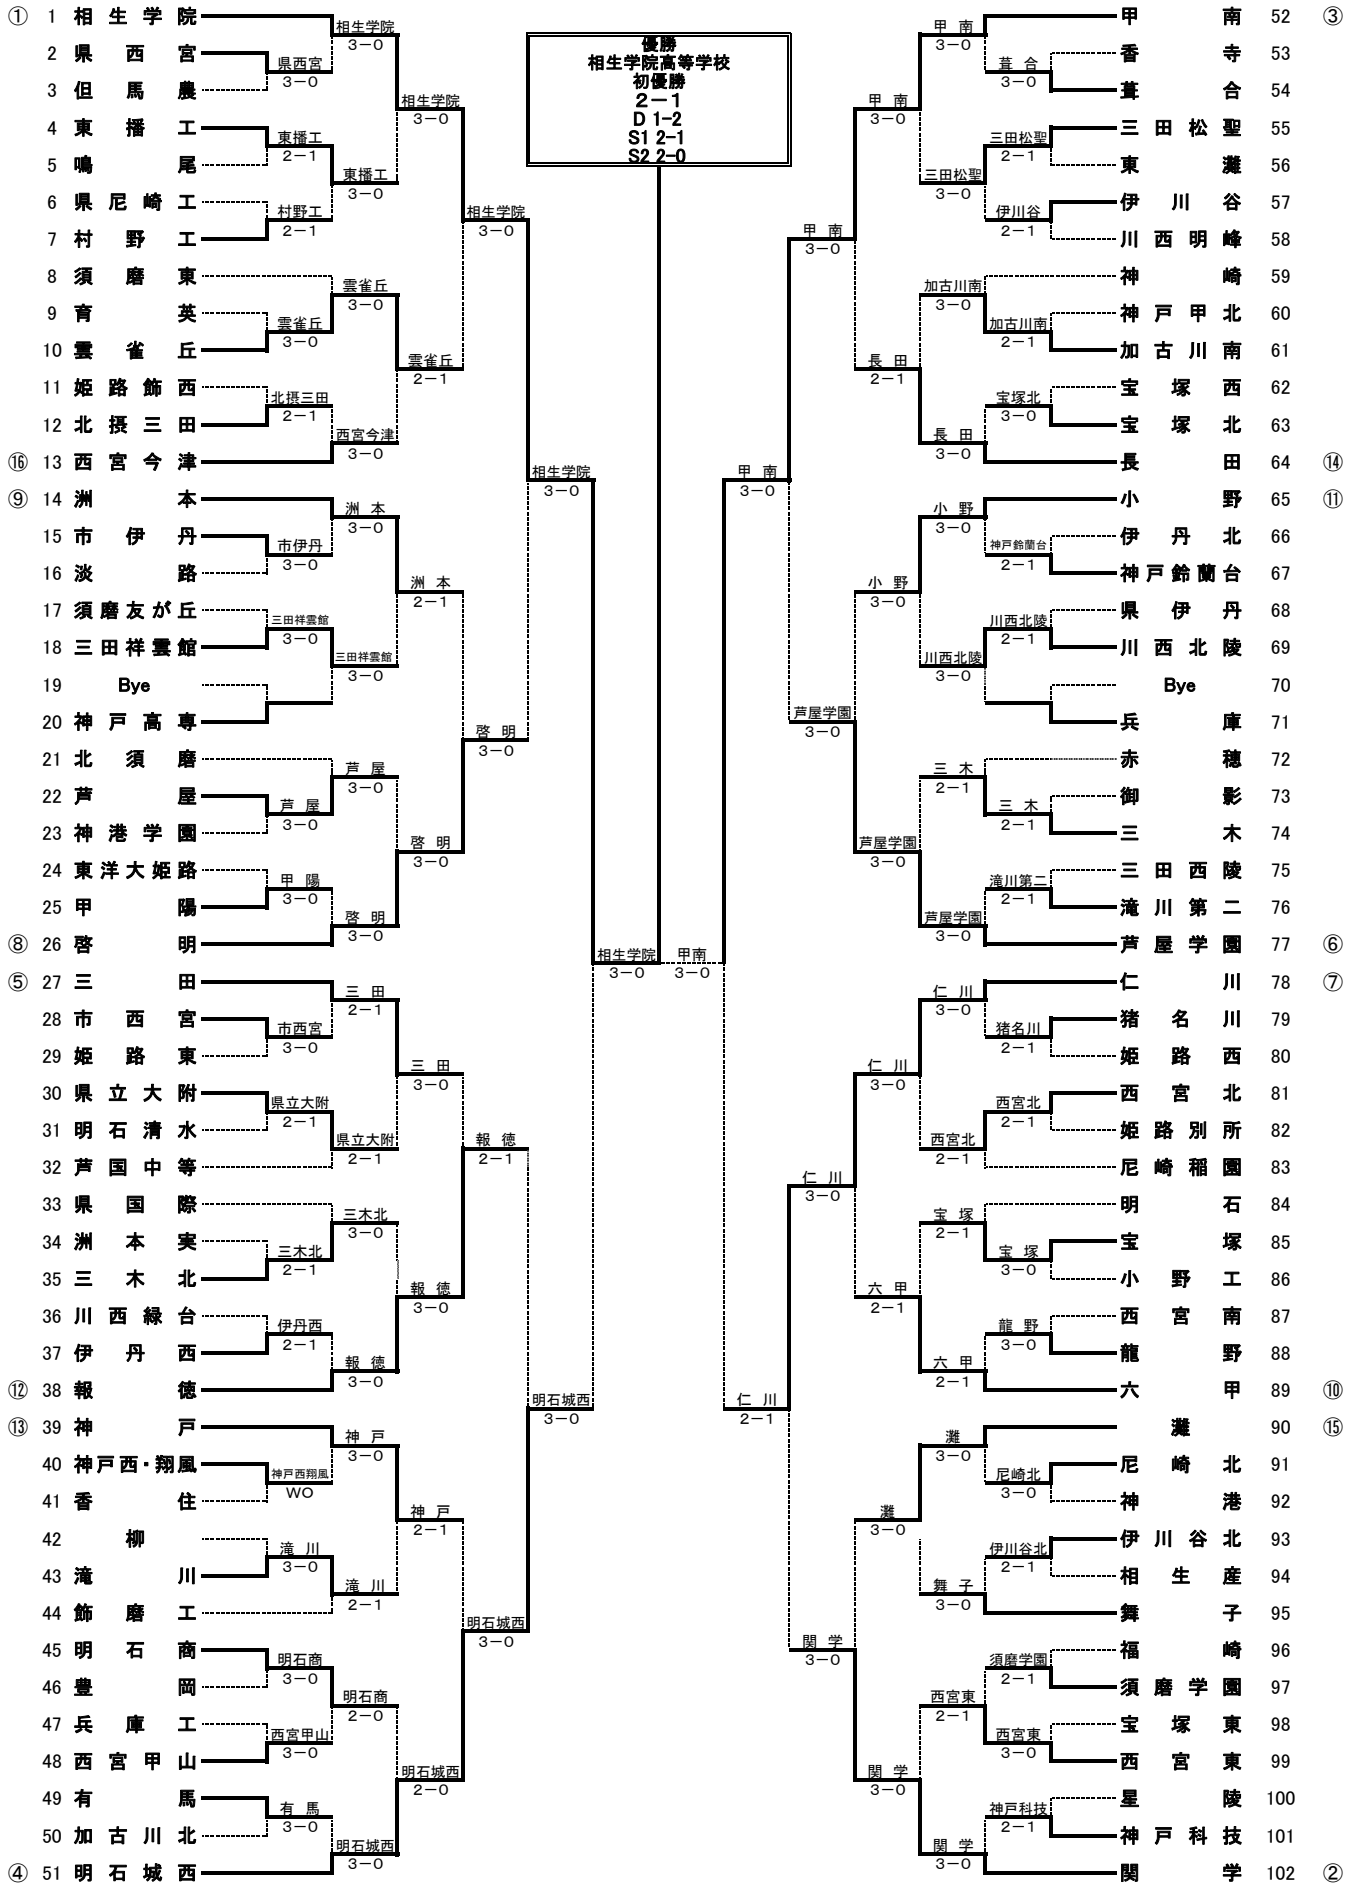 ① 1 相生学院
2 県西宮
3 但馬農
4 東播工
5 鳴尾
6 県尼崎工
7 村野工
8 須磨東
9 育英
10 雲雀丘
11 姫路飾西
12 北摂三田
⑯ 13 西宮今津
⑨ 14 洲本
15 市伊丹
16 淡路
17 須磨友が丘
18 三田祥雲館
19 Bye
20 神戸高専
21 北須磨
22 芦屋
23 神港学園
24 東洋大姫路
25 甲陽
⑧ 26 啓明
⑤ 27 三田
28 市西宮
29 姫路東
30 県立大附
31 明石清水
32 芦国中等
33 県国際
34 洲本実
35 三木北
36 川西緑台
37 伊丹西
⑫ 38 報徳
⑬ 39 神戸
40 神戸西・翔風
41 香住
42 柳
43 滝川
44 飾磨工
45 明石商
46 豊岡
47 兵庫工
48 西宮甲山
49 有馬
50 加古川北
④ 51 明石城西
県西宮
3-0
東播工
2-1
村野工
2-1
雲雀丘
3-0
北摂三田
2-1
市伊丹
3-0
三田祥雲館
3-0
芦屋
3-0
甲陽
3-0
市西宮
3-0
県立大附
2-1
三木北
2-1
伊丹西
2-1
神戸西翔風
WO
滝川
3-0
明石商
3-0
西宮甲山
3-0
有馬
3-0
相生学院
3-0
東播工
3-0
雲雀丘
3-0
西宮今津
3-0
洲本
3-0
三田祥雲館
3-0
芦屋
3-0
啓明
3-0
三田
2-1
県立大附
2-1
三木北
3-0
報徳
3-0
神戸
3-0
滝川
2-1
明石商
2-0
明石城西
3-0
相生学院
3-0
雲雀丘
2-1
洲本
2-1
啓明
3-0
三田
3-0
報徳
3-0
神戸
2-1
明石城西
2-0
相生学院
3-0
啓明
3-0
報徳
2-1
明石城西
3-0
相生学院
3-0
明石城西
3-0
相生学院
3-0
優勝
相生学院高等学校
初優勝
2-1
D 1-2
S1 2-1
S2 2-0
甲南
3-0
甲南
3-0
仁川
2-1
甲南
3-0
芦屋学園
3-0
仁川
3-0
関学
3-0
甲南
3-0
長田
2-1
小野
3-0
芦屋学園
3-0
仁川
3-0
六甲
2-1
灘
3-0
関学
3-0
甲南
3-0
三田松聖
3-0
加古川南
3-0
長田
3-0
小野
3-0
川西北陵
3-0
三木
2-1
芦屋学園
3-0
仁川
3-0
西宮北
2-1
宝塚
2-1
六甲
2-1
灘
3-0
舞子
3-0
西宮東
2-1
関学
3-0
葺合
3-0
三田松聖
2-1
伊川谷
2-1
加古川南
2-1
宝塚北
3-0
神戸鈴蘭台
2-1
川西北陵
2-1
三木
2-1
滝川第二
2-1
猪名川
2-1
西宮北
2-1
宝塚
3-0
龍野
3-0
尼崎北
3-0
伊川谷北
2-1
須磨学園
2-1
西宮東
3-0
神戸科技
2-1
甲南 52 ③
香寺 53
葺合 54
三田松聖 55
東灘 56
伊川谷 57
川西明峰 58
神崎 59
神戸甲北 60
加古川南 61
宝塚西 62
宝塚北 63
長田 64 ⑭
小野 65 ⑪
伊丹北 66
神戸鈴蘭台 67
県伊丹 68
川西北陵 69
Bye 70
兵庫 71
赤穂 72
御影 73
三木 74
三田西陵 75
滝川第二 76
芦屋学園 77 ⑥
仁川 78 ⑦
猪名川 79
姫路西 80
西宮北 81
姫路別所 82
尼崎稲園 83
明石 84
宝塚 85
小野工 86
西宮南 87
龍野 88
六甲 89 ⑩
灘 90 ⑮
尼崎北 91
神港 92
伊川谷北 93
相生産 94
舞子 95
福崎 96
須磨学園 97
宝塚東 98
西宮東 99
星陵 100
神戸科技 101
関学 102 ②